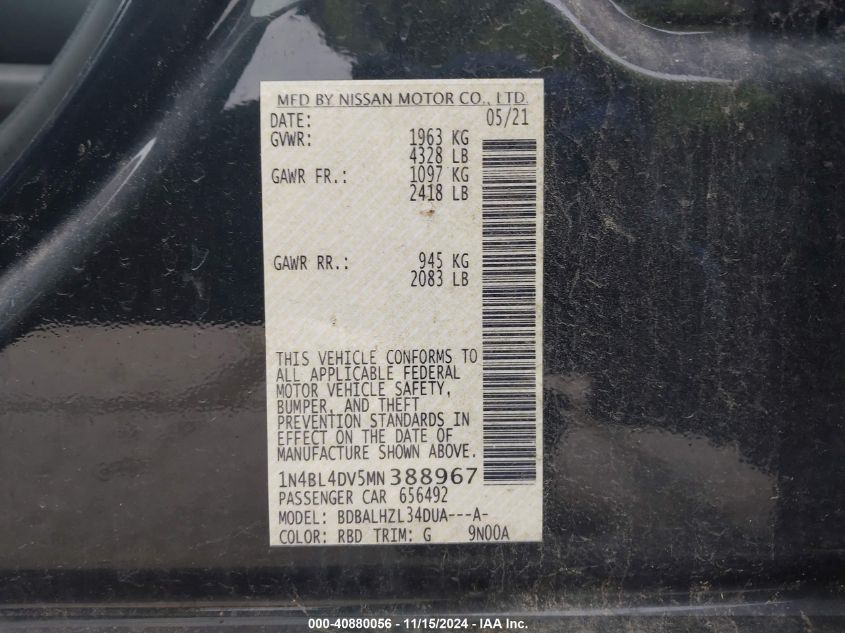 MFD BY NISSAN MOTOR CO., LTD.
DATE: 05/21
GVWR: 1963 KG
4328 LB
GAWR FR.: 1097 KG
2418 LB
GAWR RR.: 945 KG
2083 LB
THIS VEHICLE CONFORMS TO
ALL APPLICABLE FEDERAL
MOTOR VEHICLE SAFETY,
BUMPER, AND THEFT
PREVENTION STANDARDS IN
EFFECT ON THE DATE OF
MANUFACTURE SHOWN ABOVE.
1N4BL4DV5MN388967
PASSENGER CAR 656492
MODEL: BDBALHZL34DUA---A-
COLOR: RBD TRIM: G 9N00A
000-40880056 - 11/15/2024 - IAA Inc.